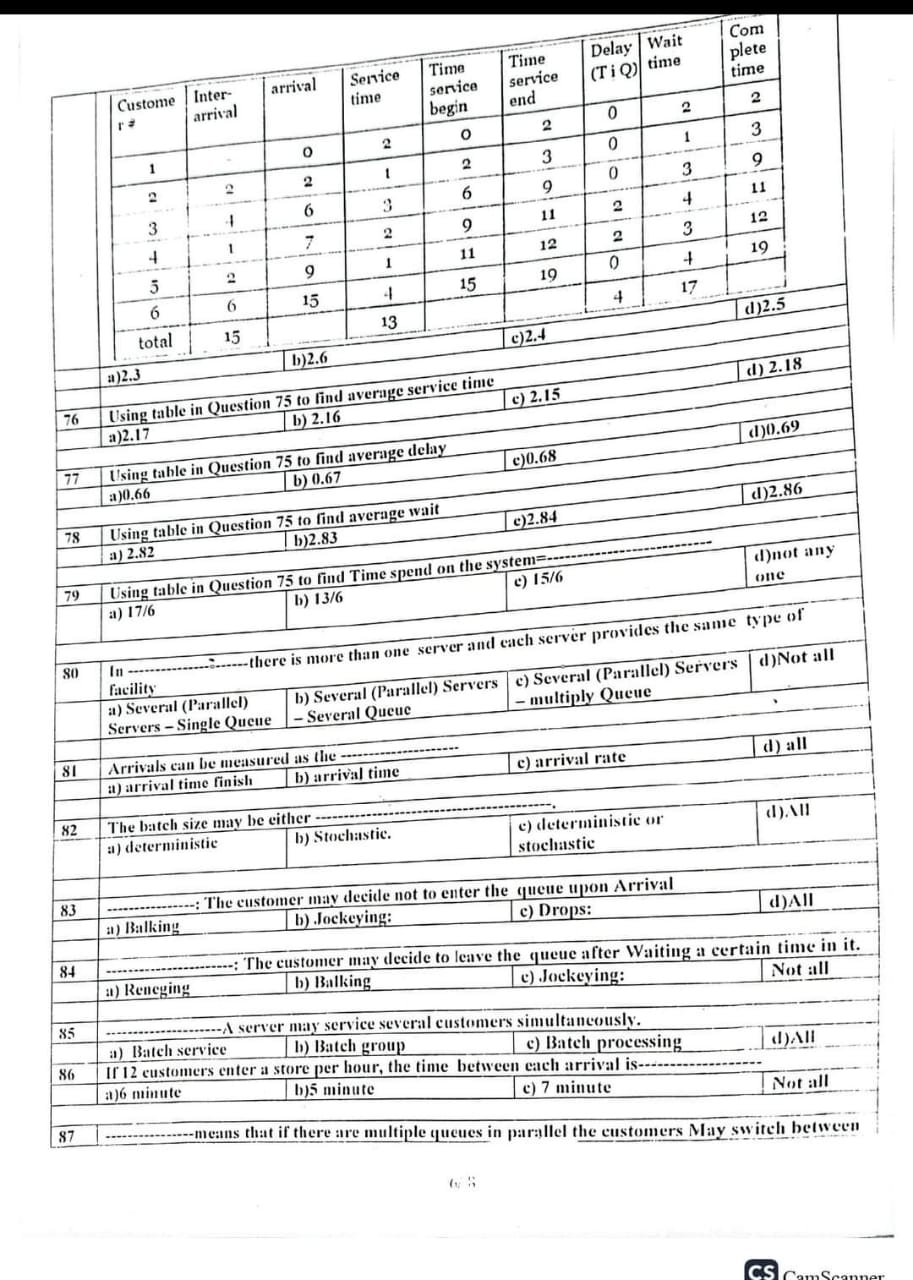 Custome r # | Inter-arrival | arrival | Service time | Time service begin | Time service end | Delay (T i Q) | Wait time | Com plete time
1 | - | 0 | 2 | 0 | 2 | 0 | 2 | 2
2 | 2 | 2 | 1 | 2 | 3 | 0 | 1 | 3
3 | 4 | 6 | 3 | 6 | 9 | 0 | 3 | 9
4 | 1 | 7 | 2 | 9 | 11 | 2 | 4 | 11
5 | 2 | 9 | 1 | 11 | 12 | 2 | 3 | 12
6 | 6 | 15 | 4 | 15 | 19 | 0 | 4 | 19
total | 15 | | 13 | | | 4 | 17
a)2.3 b)2.6 c)2.4 d)2.5
76 Using table in Question 75 to find average service time
a)2.17 b) 2.16 c) 2.15 d) 2.18
77 Using table in Question 75 to find average delay
a)0.66 b) 0.67 c)0.68 d)0.69
78 Using table in Question 75 to find average wait
a) 2.82 b)2.83 c)2.84 d)2.86
79 Using table in Question 75 to find Time spend on the system=--------------------
a) 17/6 b) 13/6 c) 15/6 d)not any one
80 In --------------------there is more than one server and each server provides the same type of
facility
a) Several (Parallel) Servers – Single Queue b) Several (Parallel) Servers – Several Queue c) Several (Parallel) Servers – multiply Queue d)Not all
81 Arrivals can be measured as the --------------------
a) arrival time finish b) arrival time c) arrival rate d) all
82 The batch size may be either ----------------------------------------.
a) deterministic b) Stochastic. c) deterministic or stochastic d).All
83 ---------------: The customer may decide not to enter the queue upon Arrival
a) Balking b) Jockeying: c) Drops: d)All
84 --------------------: The customer may decide to leave the queue after Waiting a certain time in it.
a) Reneging b) Balking c) Jockeying: Not all
85 --------------------A server may service several customers simultaneously.
a) Batch service b) Batch group c) Batch processing d)All
86 If 12 customers enter a store per hour, the time between each arrival is--------------------
a)6 minute b)5 minute c) 7 minute Not all
87 ---------------means that if there are multiple queues in parallel the customers May switch between
CS CamScanner